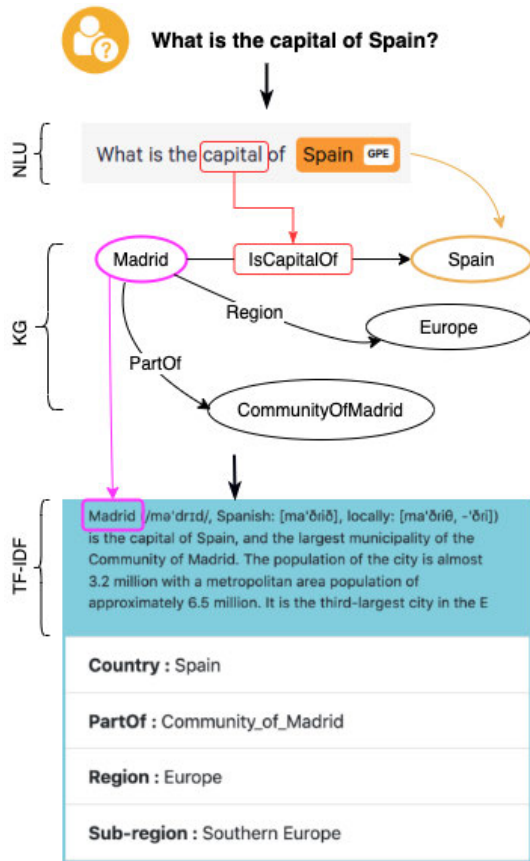 What is the capital of Spain?
NLU
What is the capital of Spain GPE
KG
Madrid IsCapitalOf Spain
Region
Europe
PartOf
CommunityOfMadrid
TF-IDF
Madrid (/məˈdrɪd/, Spanish: [maˈðɾið], locally: [maˈðɾiθ, -ˈðɾi])
is the capital of Spain, and the largest municipality of the
Community of Madrid. The population of the city is almost
3.2 million with a metropolitan area population of
approximately 6.5 million. It is the third-largest city in the E
Country : Spain
PartOf : Community_of_Madrid
Region : Europe
Sub-region : Southern Europe